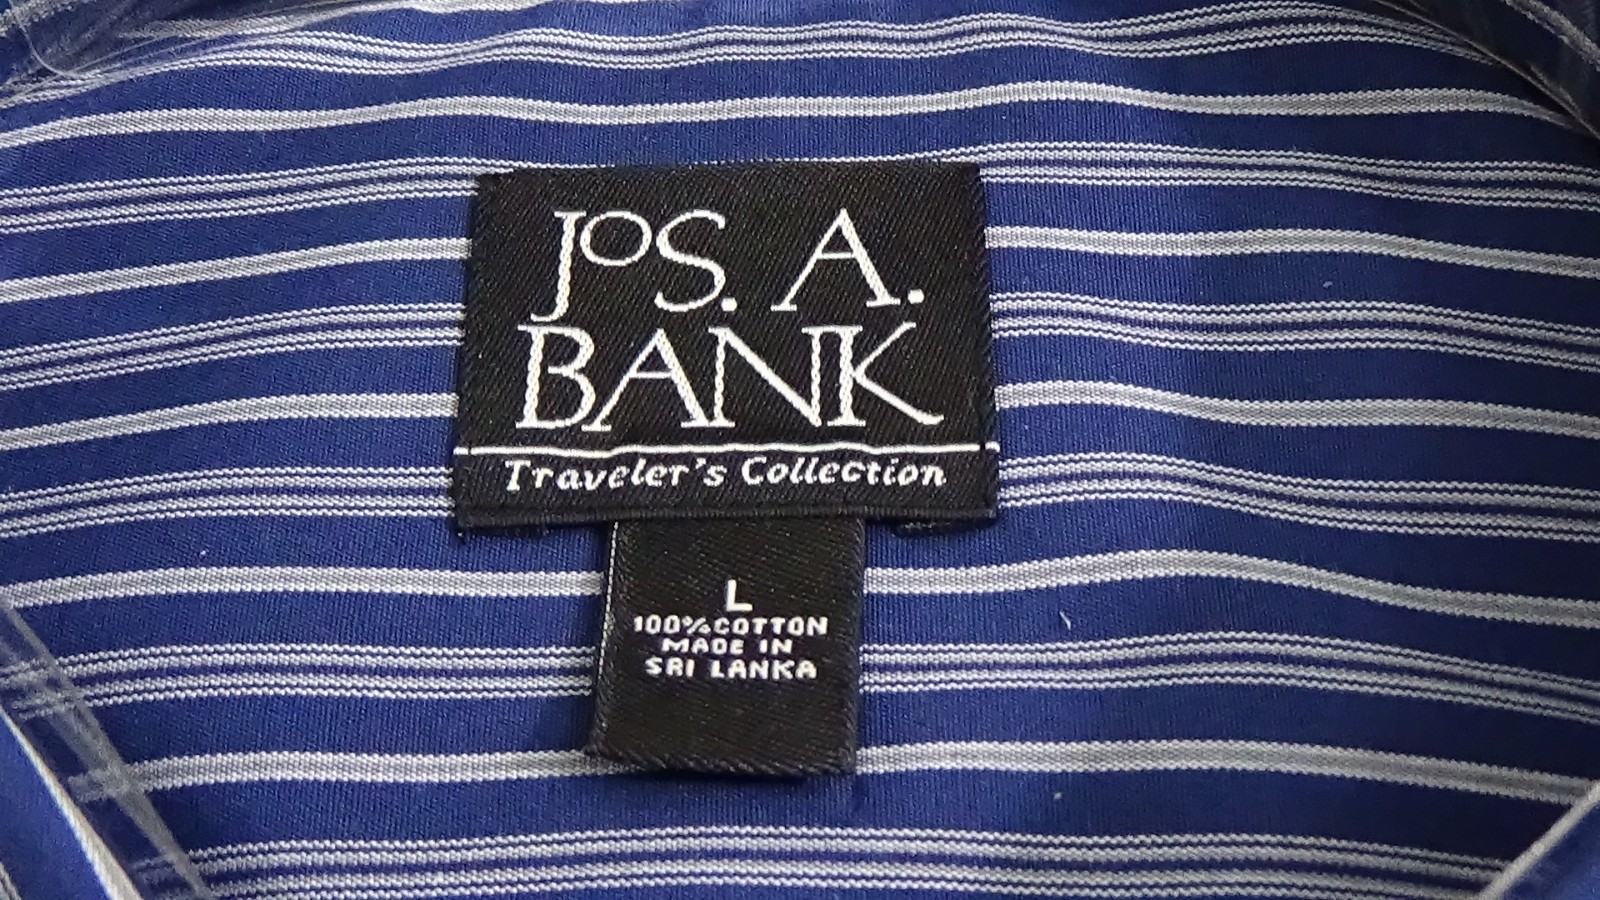 JOS. A.
BANK
Traveler's Collection
L
100% COTTON
MADE IN
SRI LANKA